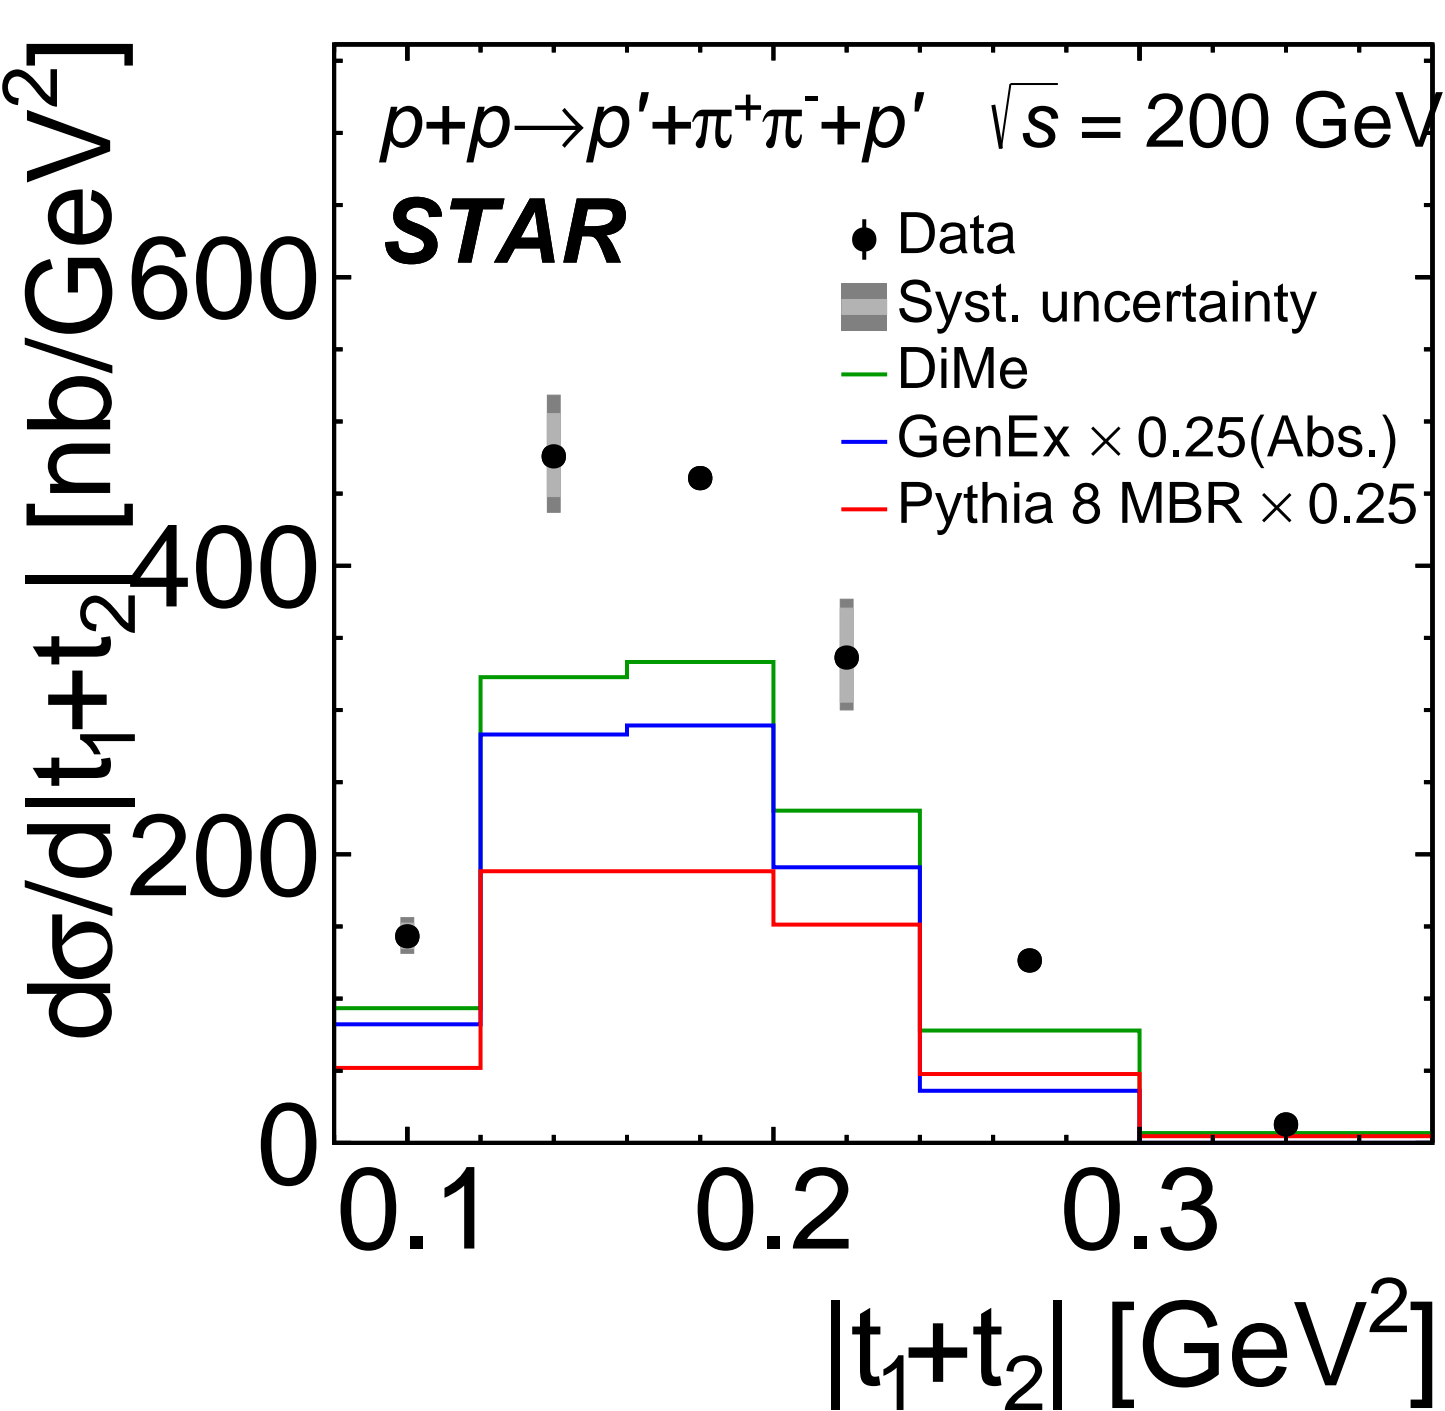 p+p→p′+π⁺π⁻+p′ √s = 200 GeV
STAR
Data
Syst. uncertainty
DiMe
GenEx × 0.25(Abs.)
Pythia 8 MBR × 0.25
dσ/d|t₁+t₂| [nb/GeV²]
600
400
200
0
0.1 0.2 0.3
|t₁+t₂| [GeV²]